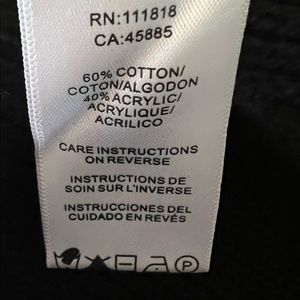 RN:111818
CA:45885
60% COTTON/
COTON/ALGODON
40% ACRYLIC/
ACRYLIQUE/
ACRILICO
CARE INSTRUCTIONS
ON REVERSE
INSTRUCTIONS DE
SOIN SUR L'INVERSE
INSTRUCCIONES DEL
CUIDADO EN REVÉS
P